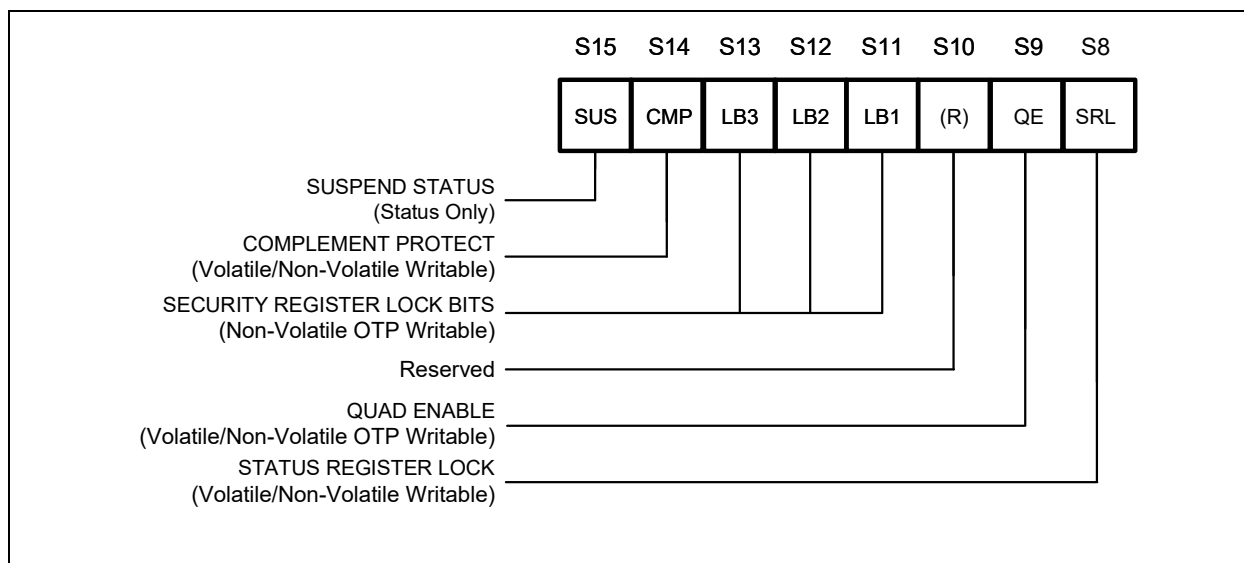 S15 S14 S13 S12 S11 S10 S9 S8
SUS CMP LB3 LB2 LB1 (R) QE SRL
SUSPEND STATUS
(Status Only)
COMPLEMENT PROTECT
(Volatile/Non-Volatile Writable)
SECURITY REGISTER LOCK BITS
(Non-Volatile OTP Writable)
Reserved
QUAD ENABLE
(Volatile/Non-Volatile OTP Writable)
STATUS REGISTER LOCK
(Volatile/Non-Volatile Writable)